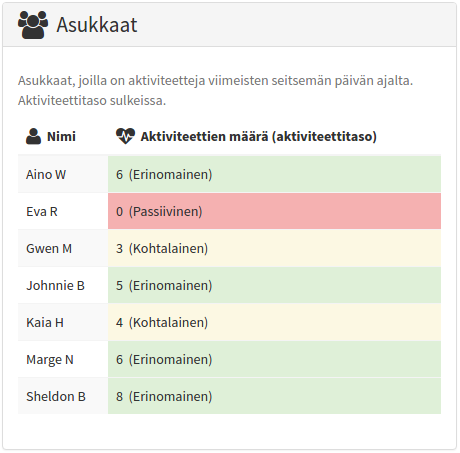 Asukkaat
Asukkaat, joilla on aktiviteetteja viimeisten seitsemän päivän ajalta.
Aktiviteettitaso sulkeissa.
Nimi Aktiviteettien määrä (aktiviteettitaso)
Aino W 6 (Erinomainen)
Eva R 0 (Passiivinen)
Gwen M 3 (Kohtalainen)
Johnnie B 5 (Erinomainen)
Kaia H 4 (Kohtalainen)
Marge N 6 (Erinomainen)
Sheldon B 8 (Erinomainen)